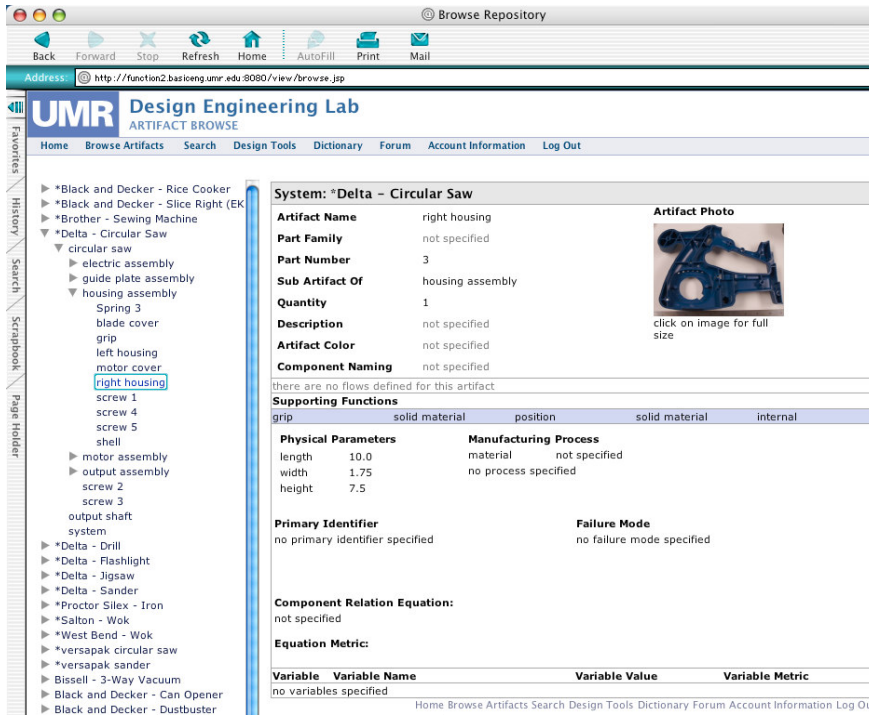 Browse Repository
Back Forward Stop Refresh Home AutoFill Print Mail
Address: @ http://function2.basiceng.umr.edu:8080/view/browse.jsp
UMR Design Engineering Lab
ARTIFACT BROWSE
Home Browse Artifacts Search Design Tools Dictionary Forum Account Information Log Out
Favorites
History
Search
Scrapbook
Page Holder
*Black and Decker - Rice Cooker
*Black and Decker - Slice Right (EK
*Brother - Sewing Machine
*Delta - Circular Saw
circular saw
electric assembly
guide plate assembly
housing assembly
Spring 3
blade cover
grip
left housing
motor cover
right housing
screw 1
screw 4
screw 5
shell
motor assembly
output assembly
screw 2
screw 3
output shaft
system
*Delta - Drill
*Delta - Flashlight
*Delta - Jigsaw
*Delta - Sander
*Proctor Silex - Iron
*Salton - Wok
*West Bend - Wok
*versapak circular saw
*versapak sander
Bissell - 3-Way Vacuum
Black and Decker - Can Opener
Black and Decker - Dustbuster
System: *Delta - Circular Saw
Artifact Name right housing
Part Family not specified
Part Number 3
Sub Artifact Of housing assembly
Quantity 1
Description not specified
Artifact Color not specified
Component Naming not specified
Artifact Photo
click on image for full
size
there are no flows defined for this artifact
Supporting Functions
grip solid material position solid material internal
Physical Parameters Manufacturing Process
length 10.0 material not specified
width 1.75 no process specified
height 7.5
Primary Identifier Failure Mode
no primary identifier specified no failure mode specified
Component Relation Equation:
not specified
Equation Metric:
Variable Variable Name Variable Value Variable Metric
no variables specified
Home Browse Artifacts Search Design Tools Dictionary Forum Account Information Log Ou